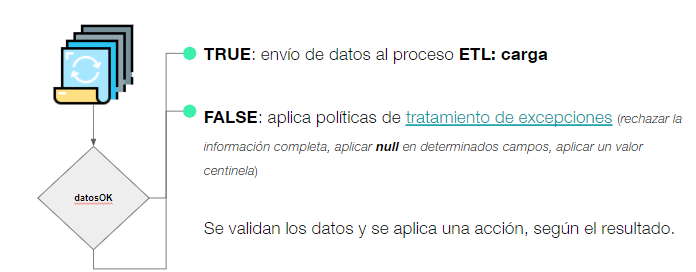 TRUE: envío de datos al proceso ETL: carga
FALSE: aplica políticas de tratamiento de excepciones (rechazar la
información completa, aplicar null en determinados campos, aplicar un valor
centinela)
datosOK
Se validan los datos y se aplica una acción, según el resultado.